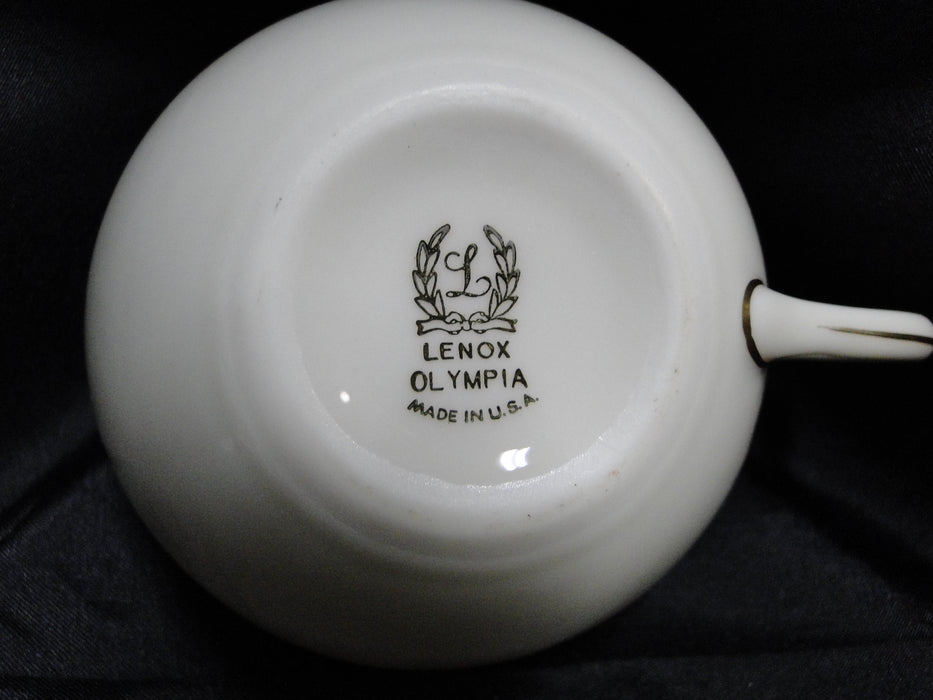 L
LENOX
OLYMPIA
MADE IN U.S.A.